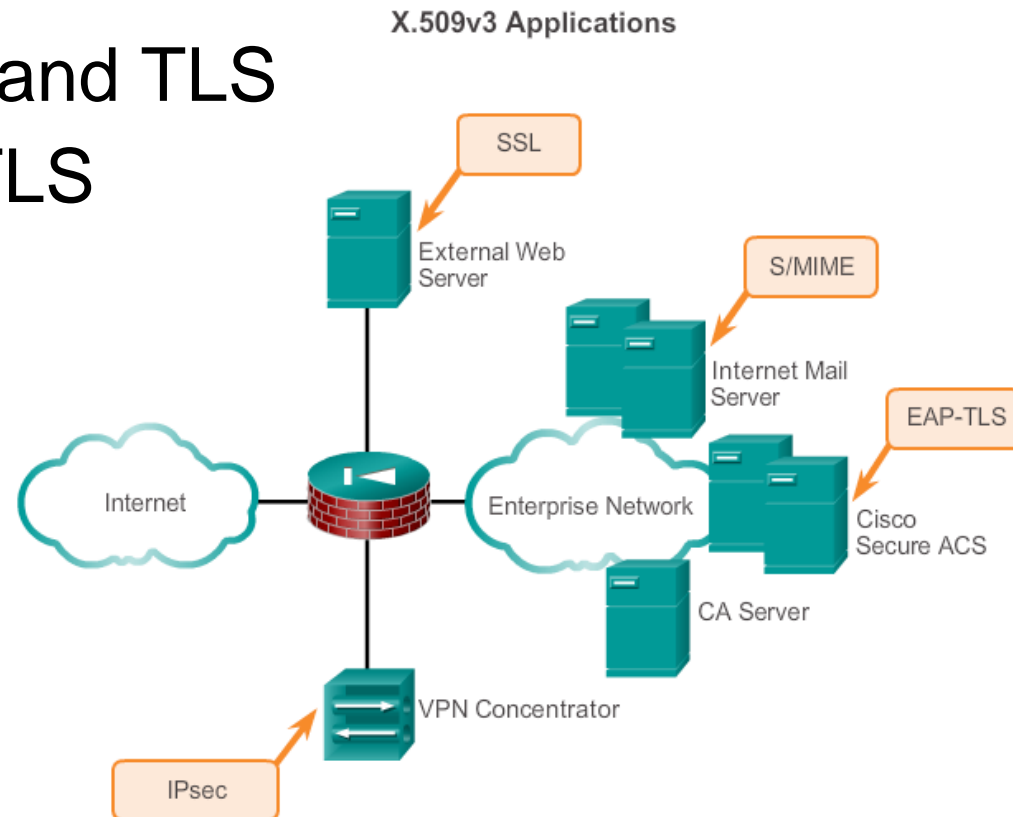 X.509v3 Applications
and TLS
TLS
SSL
External Web
Server
S/MIME
Internet Mail
Server
EAP-TLS
Internet
Enterprise Network
Cisco
Secure ACS
CA Server
VPN Concentrator
IPsec